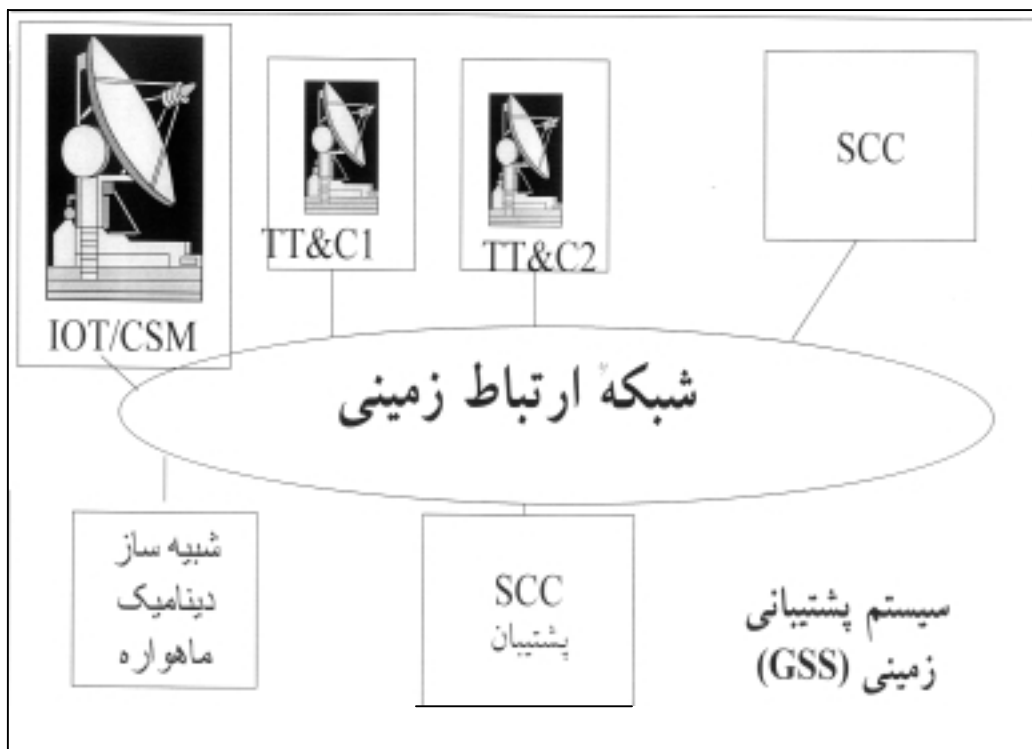 SCC
TT&C1
TT&C2
IOT/CSM
شبکهٔ ارتباط زمینی
شبیه ساز
دینامیک
ماهواره
SCC
پشتیبان
سیستم پشتیبانی
زمینی (GSS)